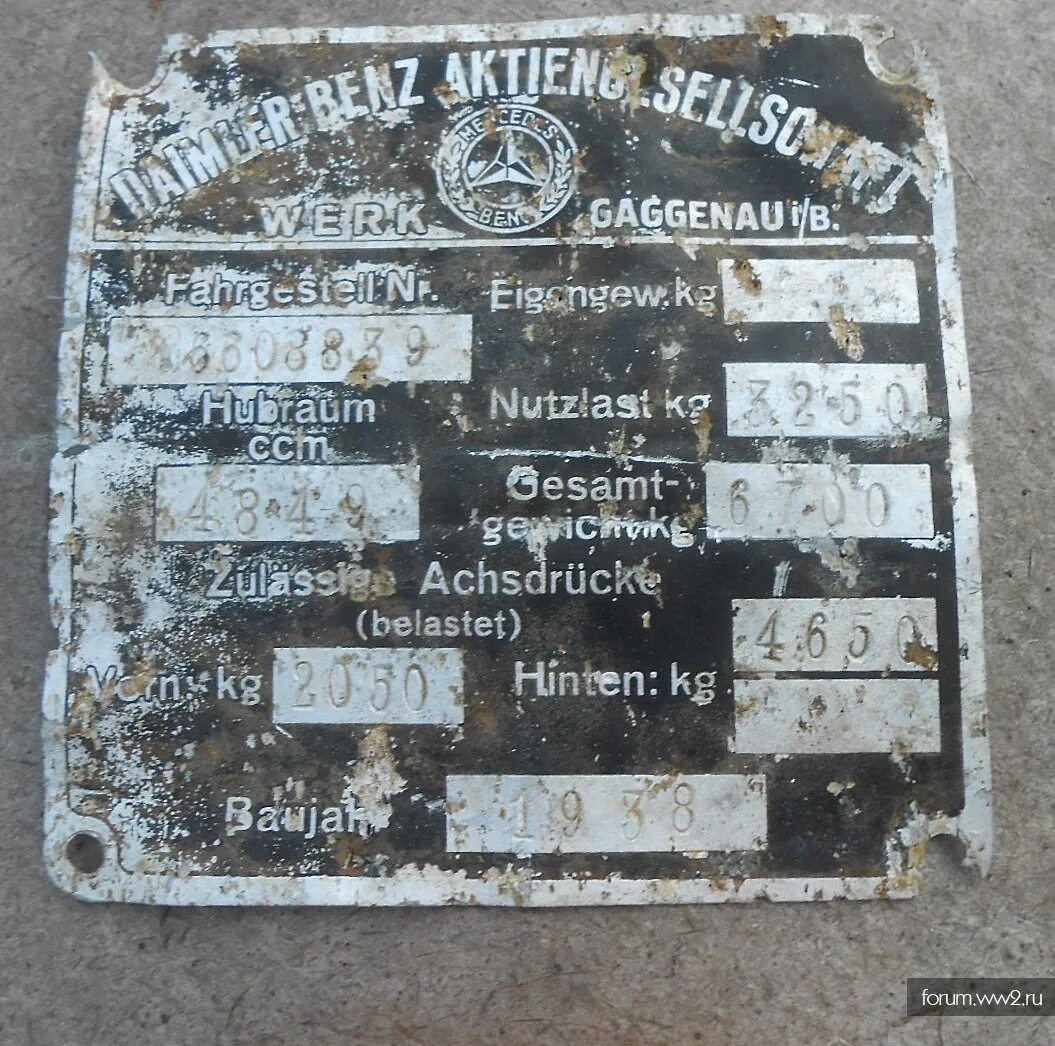 DAIMLER-BENZ AKTIENGESELLSCHAFT
MERCEDES
BENZ
WERK GAGGENAU i/B.
Fahrgestell Nr.
Eigengew. kg
Hubraum
ccm
4849
Nutzlast kg 3250
Gesamt-
gewicht kg 6700
Zulässige Achsdrücke
(belastet)
Vorn: kg 2050
Hinten: kg 4650
Baujahr 1938
forum.ww2.ru